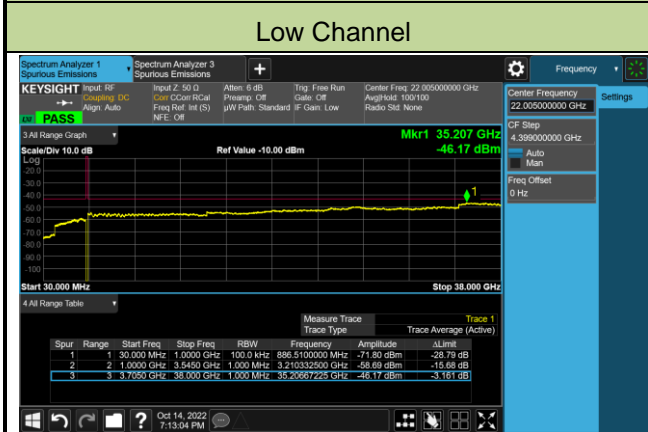 Low Channel
Spectrum Analyzer 1
Spurious Emissions
Spectrum Analyzer 3
Spurious Emissions
Frequency
KEYSIGHT
Input: RF
Coupling: DC
Align: Auto
Input Z: 50 Ω
Corr CCorr RCal
Freq Ref: Int (S)
NFE: Off
Atten: 6 dB
Preamp: Off
µW Path: Standard
Trig: Free Run
Gate: Off
IF Gain: Low
Center Freq: 22.005000000 GHz
Avg|Hold: 100/100
Radio Std: None
PASS
Center Frequency
22.005000000 GHz
Settings
CF Step
4.399000000 GHz
Auto
Man
Freq Offset
0 Hz
3 All Range Graph
Mkr1 35.207 GHz
Scale/Div 10.0 dB
Ref Value -10.00 dBm
-46.17 dBm
Log
-20.0
-30.0
-40.0
-50.0
-60.0
-70.0
-80.0
-90.0
-100
1
Start 30.000 MHz
Stop 38.000 GHz
4 All Range Table
Measure Trace Trace 1
Trace Type Trace Average (Active)
Spur Range Start Freq Stop Freq RBW Frequency Amplitude ΔLimit
1 1 30.000 MHz 1.0000 GHz 100.0 kHz 886.5100000 MHz -71.80 dBm -28.79 dB
2 2 1.0000 GHz 3.5450 GHz 1.000 MHz 3.210332500 GHz -58.69 dBm -15.68 dB
3 3 3.7050 GHz 38.000 GHz 1.000 MHz 35.20667225 GHz -46.17 dBm -3.161 dB
Oct 14, 2022
7:13:04 PM